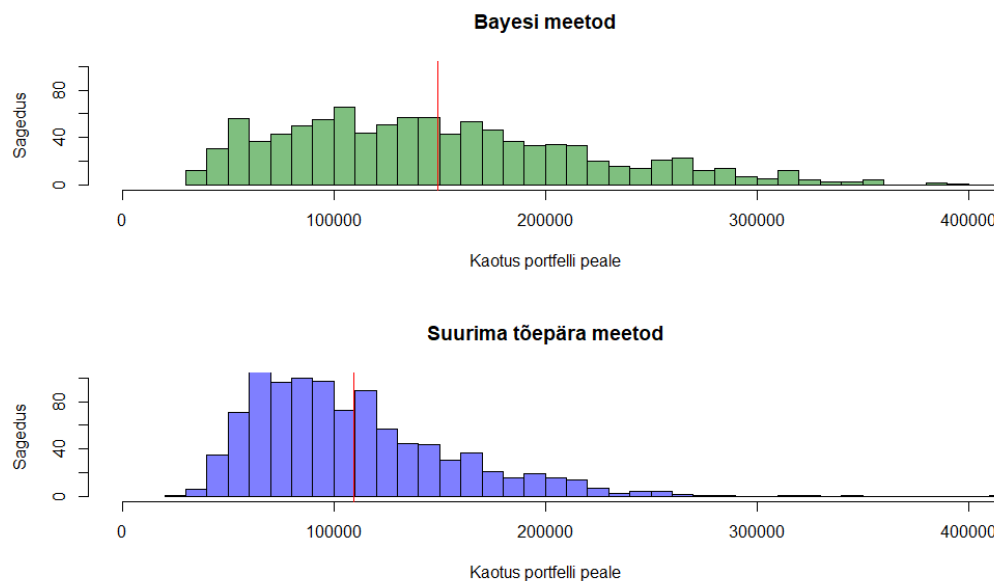 Bayesi meetod
Sagedus
80
40
0
0 100000 200000 300000 400000
Kaotus portfelli peale
Suurima tõepära meetod
Sagedus
80
40
0
0 100000 200000 300000 400000
Kaotus portfelli peale